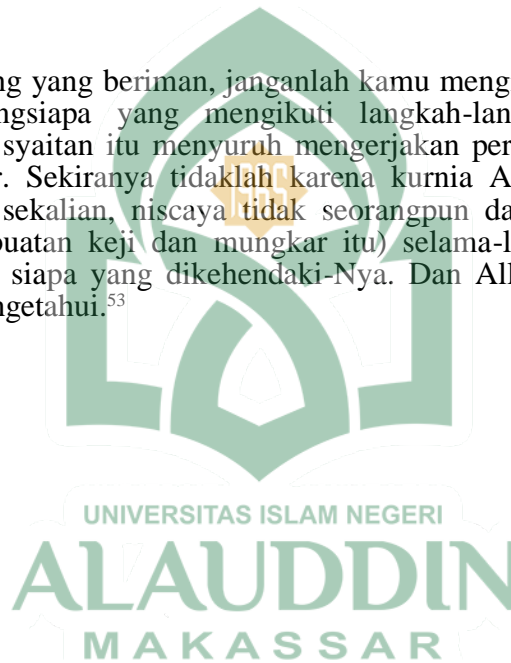 ng yang beriman, janganlah kamu meng
ngsiapa yang mengikuti langkah-lan
syaitan itu menyuruh mengerjakan per
r. Sekiranya tidaklah karena kurnia A
sekalian, niscaya tidak seorangpun da
buatan keji dan mungkar itu) selama-l
siapa yang dikehendaki-Nya. Dan All
ngetahui.53
UNIVERSITAS ISLAM NEGERI
ALAUDDIN
MAKASSAR